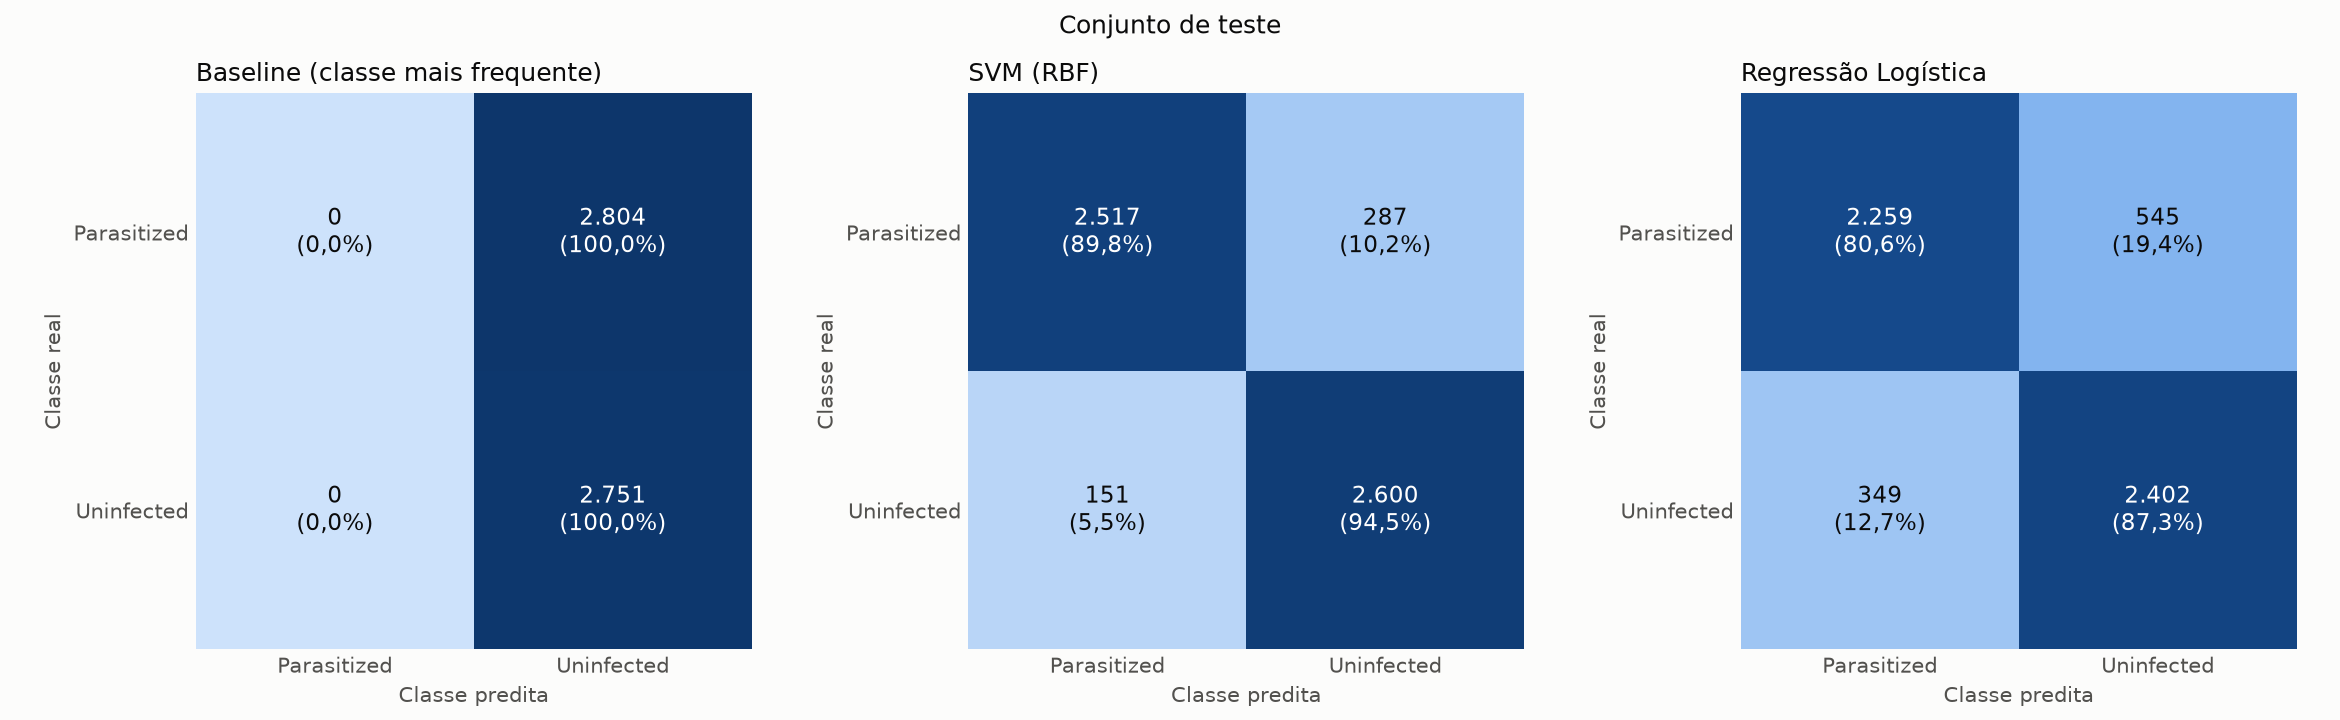 Conjunto de teste
Baseline (classe mais frequente)
Classe real
Parasitized
Uninfected
0
(0,0%)
2.804
(100,0%)
0
(0,0%)
2.751
(100,0%)
Parasitized
Uninfected
Classe predita
SVM (RBF)
Classe real
Parasitized
Uninfected
2.517
(89,8%)
287
(10,2%)
151
(5,5%)
2.600
(94,5%)
Parasitized
Uninfected
Classe predita
Regressão Logística
Classe real
Parasitized
Uninfected
2.259
(80,6%)
545
(19,4%)
349
(12,7%)
2.402
(87,3%)
Parasitized
Uninfected
Classe predita